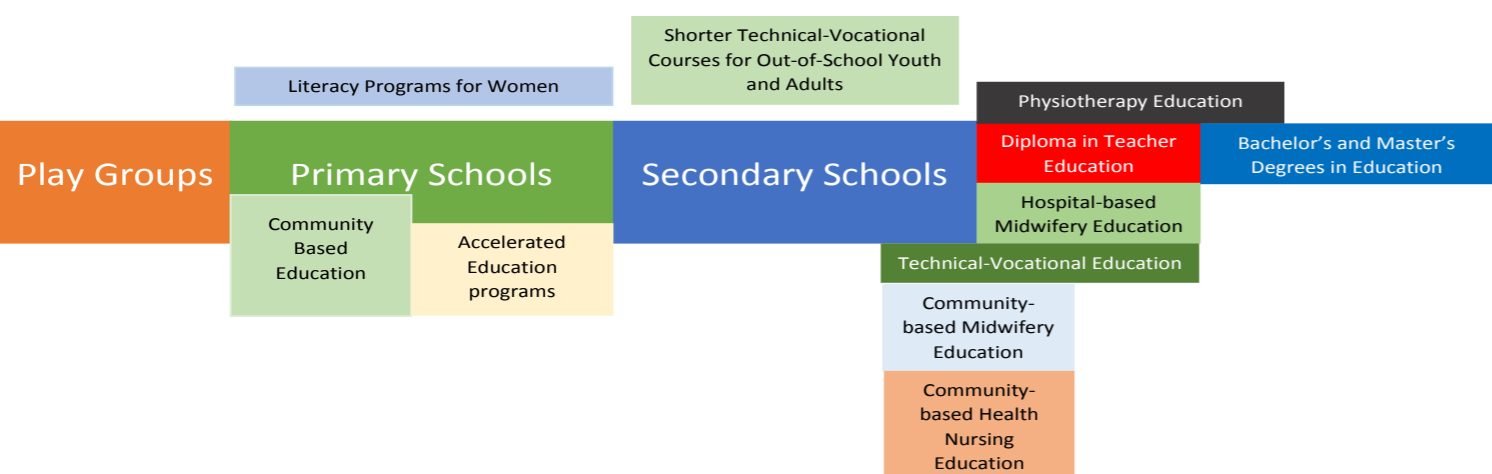 Shorter Technical-Vocational
Courses for Out-of-School Youth
and Adults
Literacy Programs for Women
Physiotherapy Education
Play Groups
Primary Schools
Secondary Schools
Diploma in Teacher
Education
Bachelor’s and Master’s
Degrees in Education
Community
Based
Education
Accelerated
Education
programs
Hospital-based
Midwifery Education
Technical-Vocational Education
Community-
based Midwifery
Education
Community-
based Health
Nursing
Education